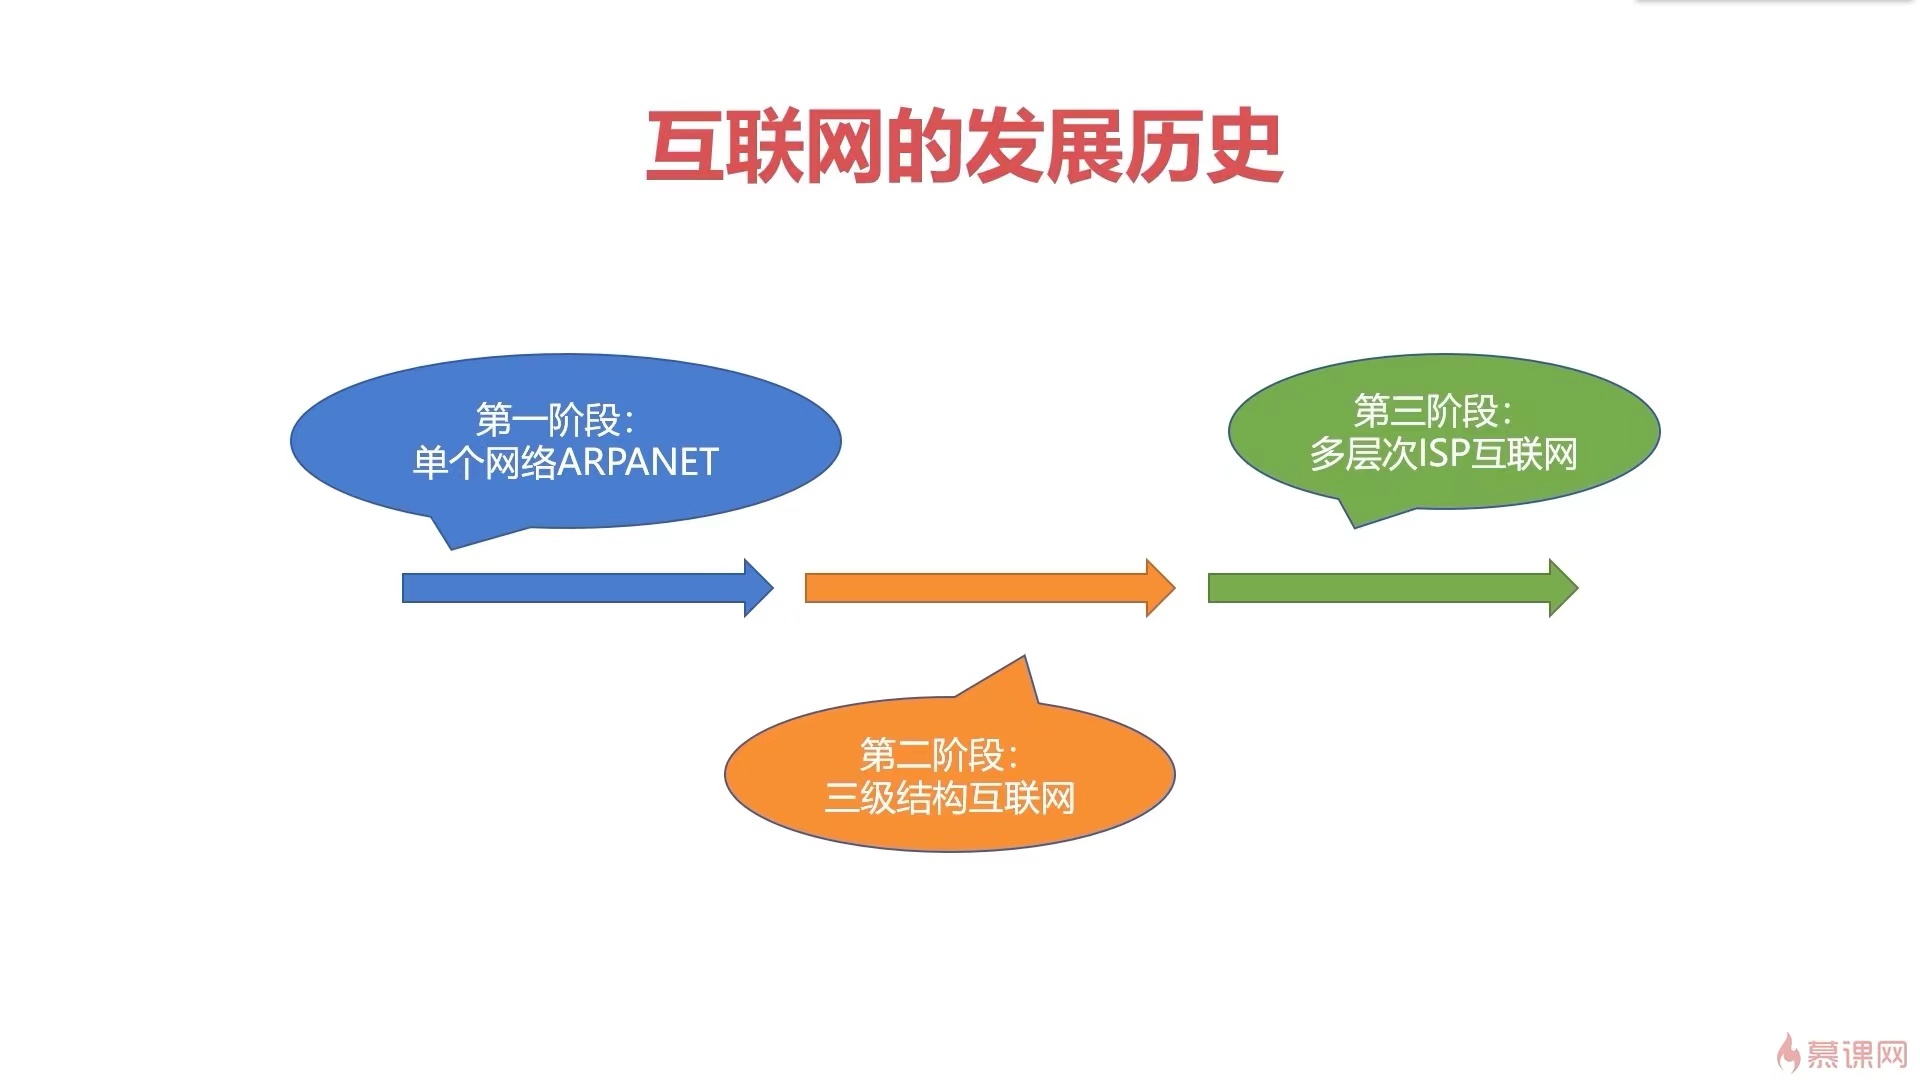 互联网的发展历史
第一阶段：
单个网络ARPANET
第三阶段：
多层次ISP互联网
第二阶段：
三级结构互联网
慕课网